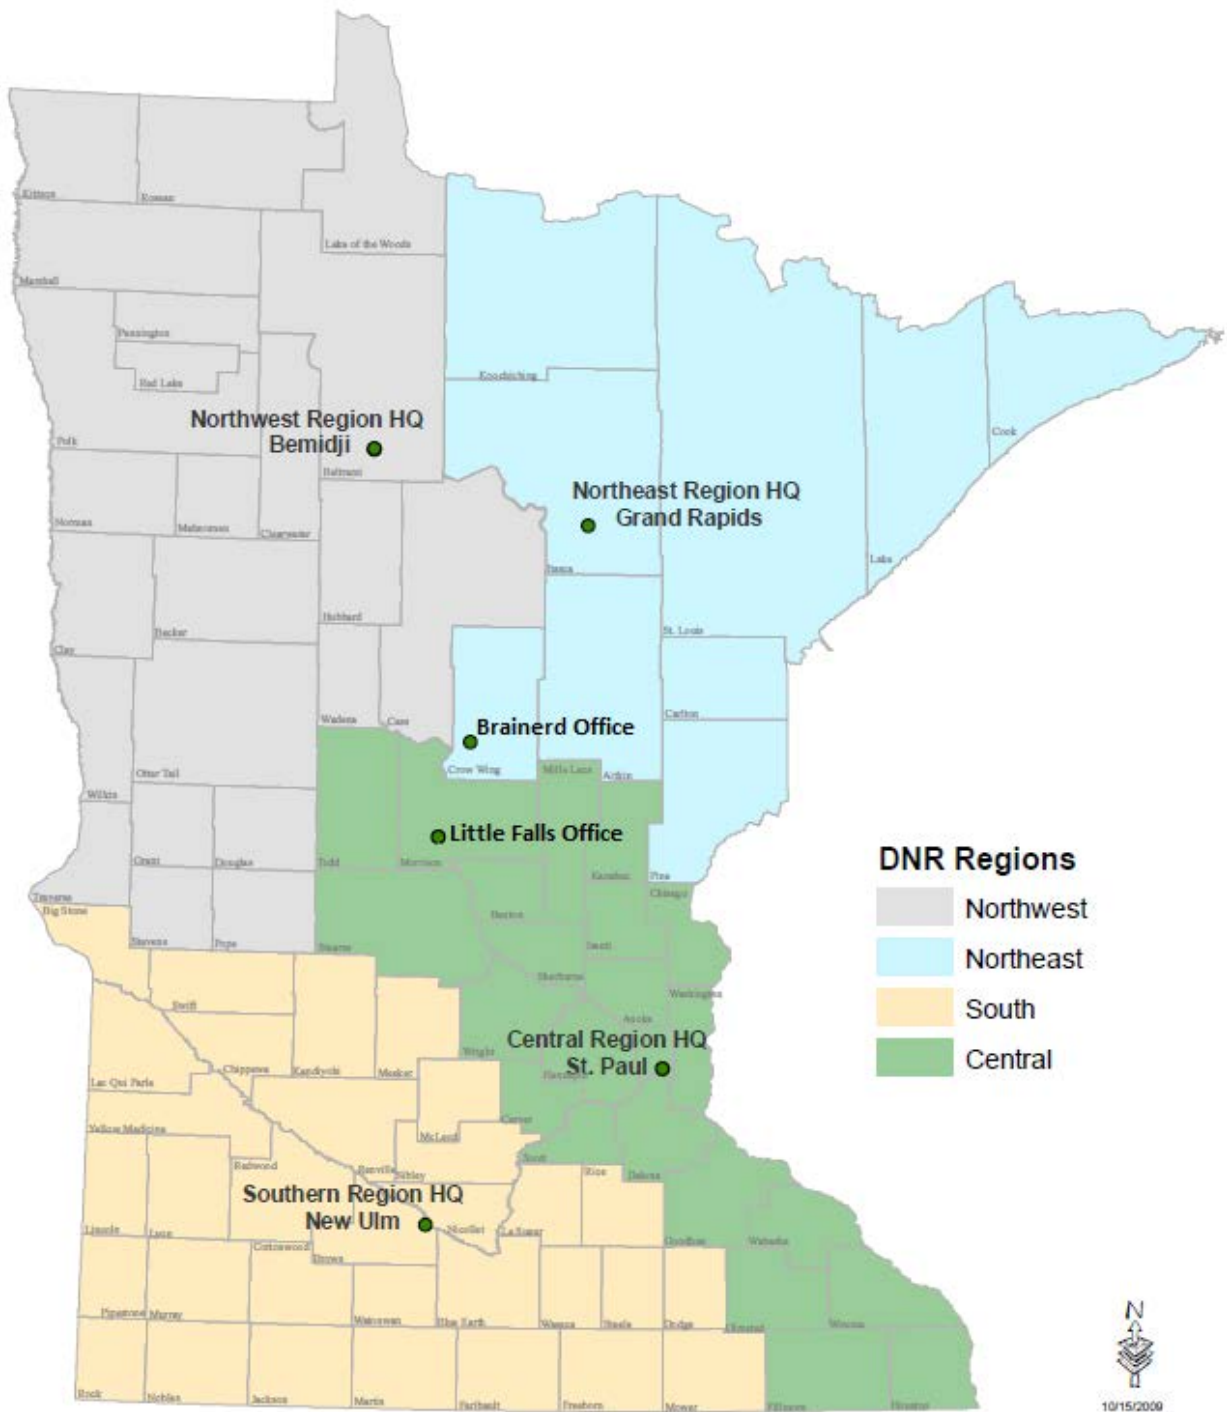 Kittson
Roseau
Lake of the Woods
Marshall
Pennington
Red Lake
Koochiching
Northwest Region HQ
Bemidji
Polk
Beltrami
Cook
Northeast Region HQ
Grand Rapids
Norman
Mahnomen
Clearwater
Itasca
Lake
Hubbard
St. Louis
Becker
Clay
Wadena
Cass
Carlton
Brainerd Office
Crow Wing
Mille Lacs
Aitkin
Otter Tail
Wilkin
Little Falls Office
Grant
Douglas
Todd
Morrison
Kanabec
Pine
DNR Regions
Northwest
Northeast
South
Central
Traverse
Big Stone
Chisago
Benton
Stevens
Pope
Stearns
Isanti
Sherburne
Washington
Swift
Anoka
Central Region HQ
St. Paul
Wright
Hennepin
Chippewa
Kandiyohi
Meeker
Lac Qui Parle
Carver
Yellow Medicine
McLeod
Scott
Redwood
Renville
Sibley
Rice
Dakota
Southern Region HQ
New Ulm
Nicollet
Le Sueur
Lincoln
Lyon
Goodhue
Wabasha
Cottonwood
Brown
Pipestone
Murray
Watonwan
Blue Earth
Waseca
Steele
Dodge
Olmsted
Winona
Rock
Nobles
Jackson
Martin
Faribault
Freeborn
Mower
Fillmore
Houston
N
10/15/2009